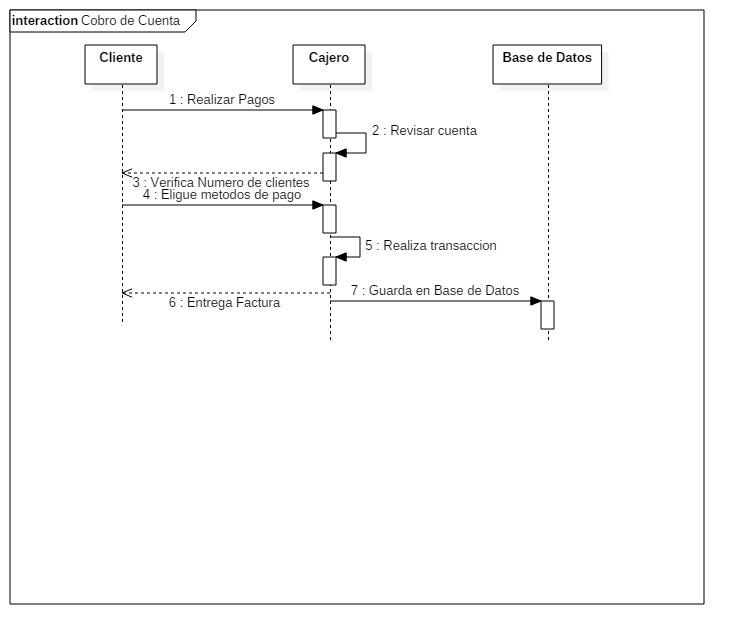 interaction Cobro de Cuenta
Cliente
Cajero
Base de Datos
1 : Realizar Pagos
2 : Revisar cuenta
3 : Verifica Numero de clientes
4 : Eligue metodos de pago
5 : Realiza transaccion
6 : Entrega Factura
7 : Guarda en Base de Datos